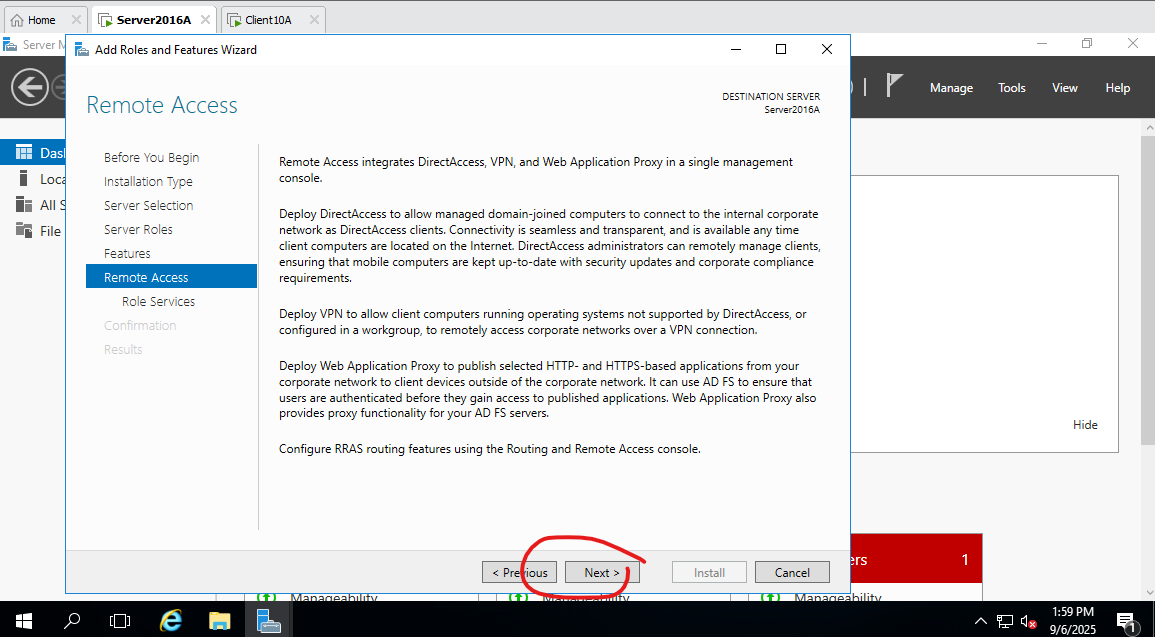 Home
Server2016A
Client10A
Server M
Add Roles and Features Wizard
Manage
Tools
View
Help
Remote Access
DESTINATION SERVER
Server2016A
Dash
Loca
All S
File
Before You Begin
Installation Type
Server Selection
Server Roles
Features
Remote Access
Role Services
Confirmation
Results
Remote Access integrates DirectAccess, VPN, and Web Application Proxy in a single management
console.
Deploy DirectAccess to allow managed domain-joined computers to connect to the internal corporate
network as DirectAccess clients. Connectivity is seamless and transparent, and is available any time
client computers are located on the Internet. DirectAccess administrators can remotely manage clients,
ensuring that mobile computers are kept up-to-date with security updates and corporate compliance
requirements.
Deploy VPN to allow client computers running operating systems not supported by DirectAccess, or
configured in a workgroup, to remotely access corporate networks over a VPN connection.
Deploy Web Application Proxy to publish selected HTTP- and HTTPS-based applications from your
corporate network to client devices outside of the corporate network. It can use AD FS to ensure that
users are authenticated before they gain access to published applications. Web Application Proxy also
provides proxy functionality for your AD FS servers.
Configure RRAS routing features using the Routing and Remote Access console.
Hide
ers
1
< Previous
Next >
Install
Cancel
Manageability
Manageability
Manageability
1:59 PM
9/6/2025
1